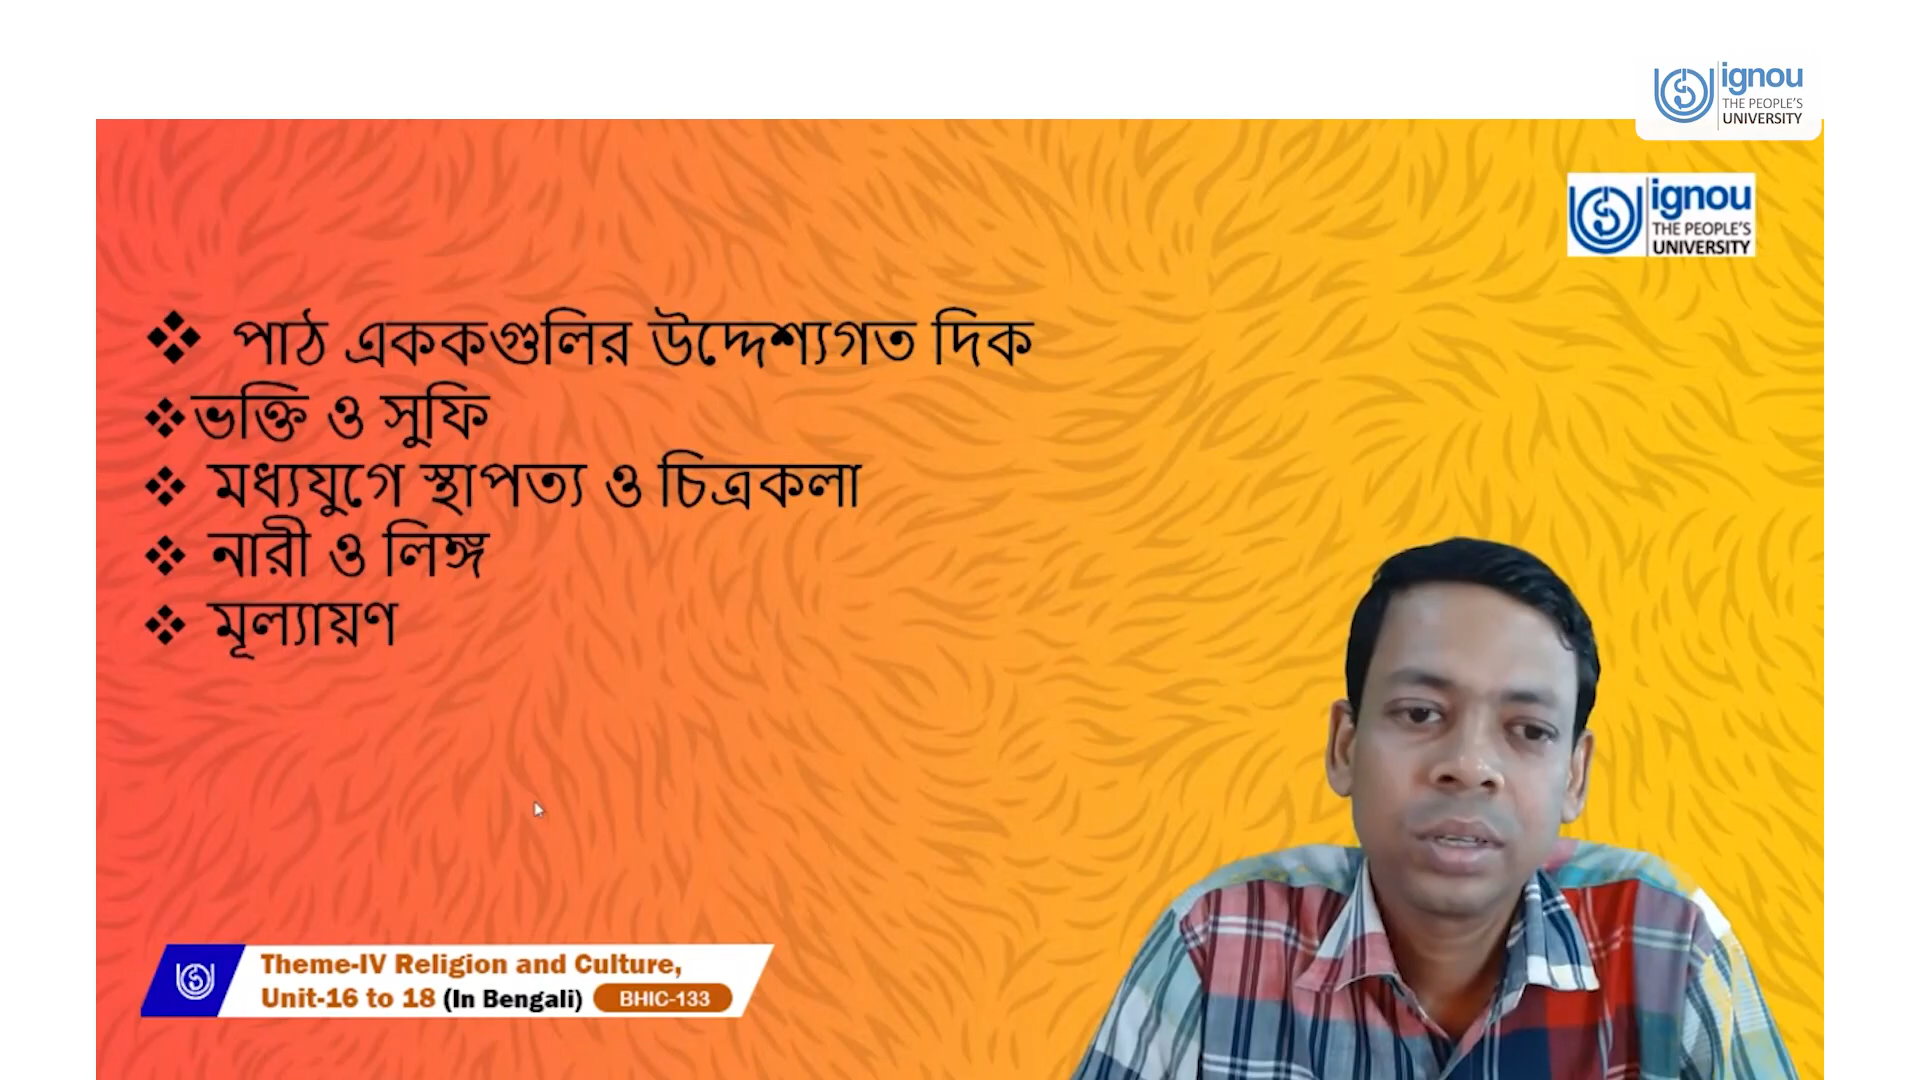 ignou
THE PEOPLE'S
UNIVERSITY
ignou
THE PEOPLE'S
UNIVERSITY
❖ পাঠ এককগুলির উদ্দেশ্যগত দিক
❖ ভক্তি ও সুফি
❖ মধ্যযুগে স্থাপত্য ও চিত্রকলা
❖ নারী ও লিঙ্গ
❖ মূল্যায়ণ
Theme-IV Religion and Culture,
Unit-16 to 18 (In Bengali) BHIC-133